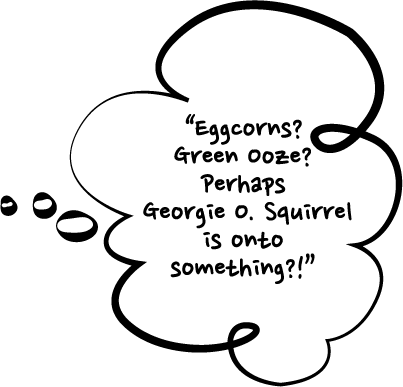 “Eggcorns?
Green Ooze?
Perhaps
Georgie O. Squirrel
is onto
something?!”